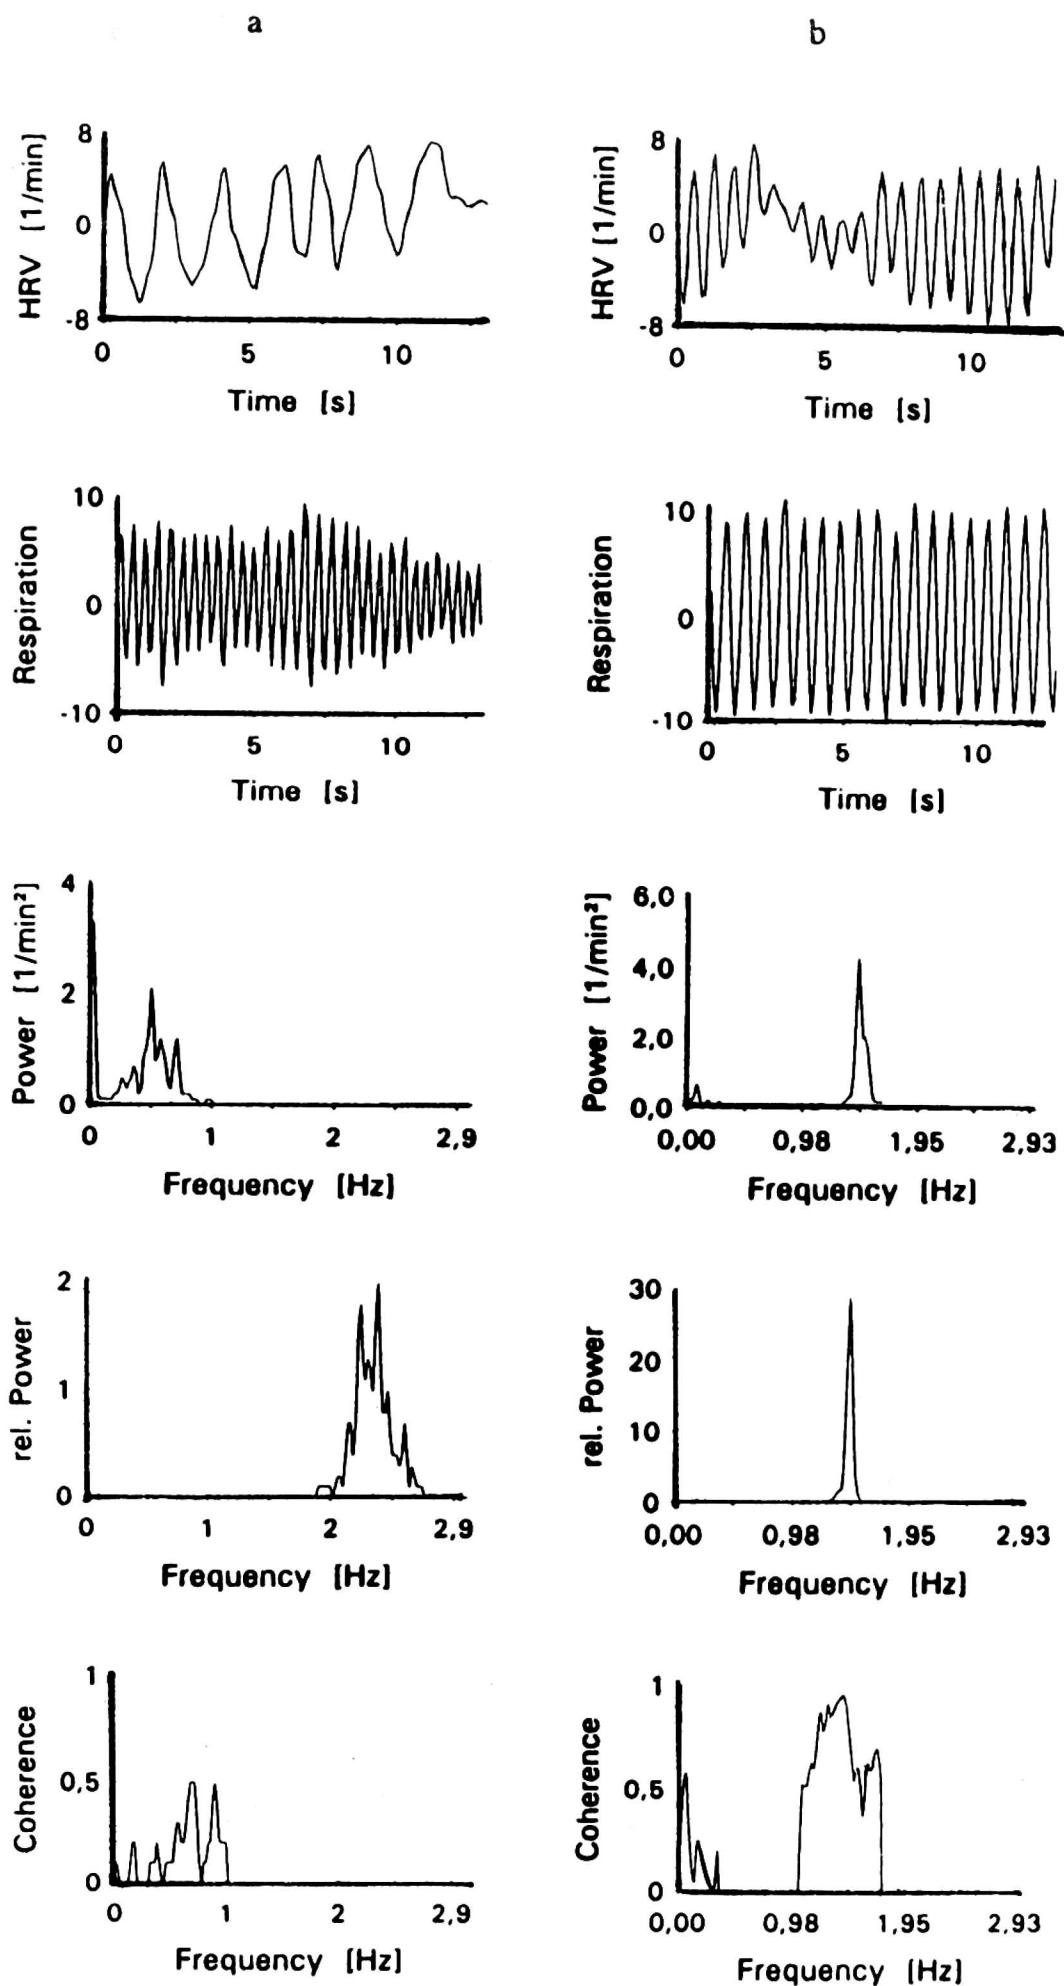 a
HRV [1/min]
8
0
-8
0 5 10
Time [s]
Respiration
10
0
-10
0 5 10
Time [s]
Power [1/min²]
4
2
0
0 1 2 2,9
Frequency [Hz]
rel. Power
2
1
0
0 1 2 2,9
Frequency [Hz]
Coherence
1
0,5
0
0 1 2 2,9
Frequency [Hz]
b
HRV [1/min]
8
0
-8
0 5 10
Time [s]
Respiration
10
0
-10
0 5 10
Time [s]
Power [1/min²]
6,0
4,0
2,0
0,0
0,00 0,98 1,95 2,93
Frequency [Hz]
rel. Power
30
20
10
0
0,00 0,98 1,95 2,93
Frequency [Hz]
Coherence
1
0,5
0
0,00 0,98 1,95 2,93
Frequency [Hz]